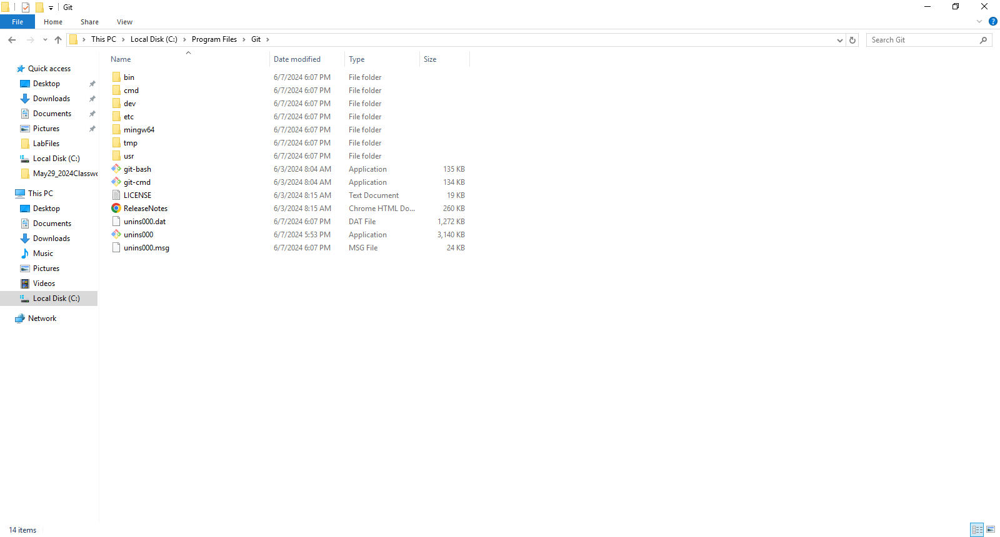 Git
File Home Share View
This PC Local Disk (C:) Program Files Git
Search Git
Name Date modified Type Size
Quick access
Desktop
Downloads
Documents
Pictures
LabFiles
Local Disk (C:)
May29_2024Classwo
This PC
Desktop
Documents
Downloads
Music
Pictures
Videos
Local Disk (C:)
Network
bin 6/7/2024 6:07 PM File folder
cmd 6/7/2024 6:07 PM File folder
dev 6/7/2024 6:07 PM File folder
etc 6/7/2024 6:07 PM File folder
mingw64 6/7/2024 6:07 PM File folder
tmp 6/7/2024 6:07 PM File folder
usr 6/7/2024 6:07 PM File folder
git-bash 6/3/2024 8:04 AM Application 135 KB
git-cmd 6/3/2024 8:04 AM Application 134 KB
LICENSE 6/3/2024 8:15 AM Text Document 19 KB
ReleaseNotes 6/3/2024 8:15 AM Chrome HTML Do... 260 KB
unins000.dat 6/7/2024 6:07 PM DAT File 1,272 KB
unins000 6/7/2024 5:53 PM Application 3,140 KB
unins000.msg 6/7/2024 6:07 PM MSG File 24 KB
14 items